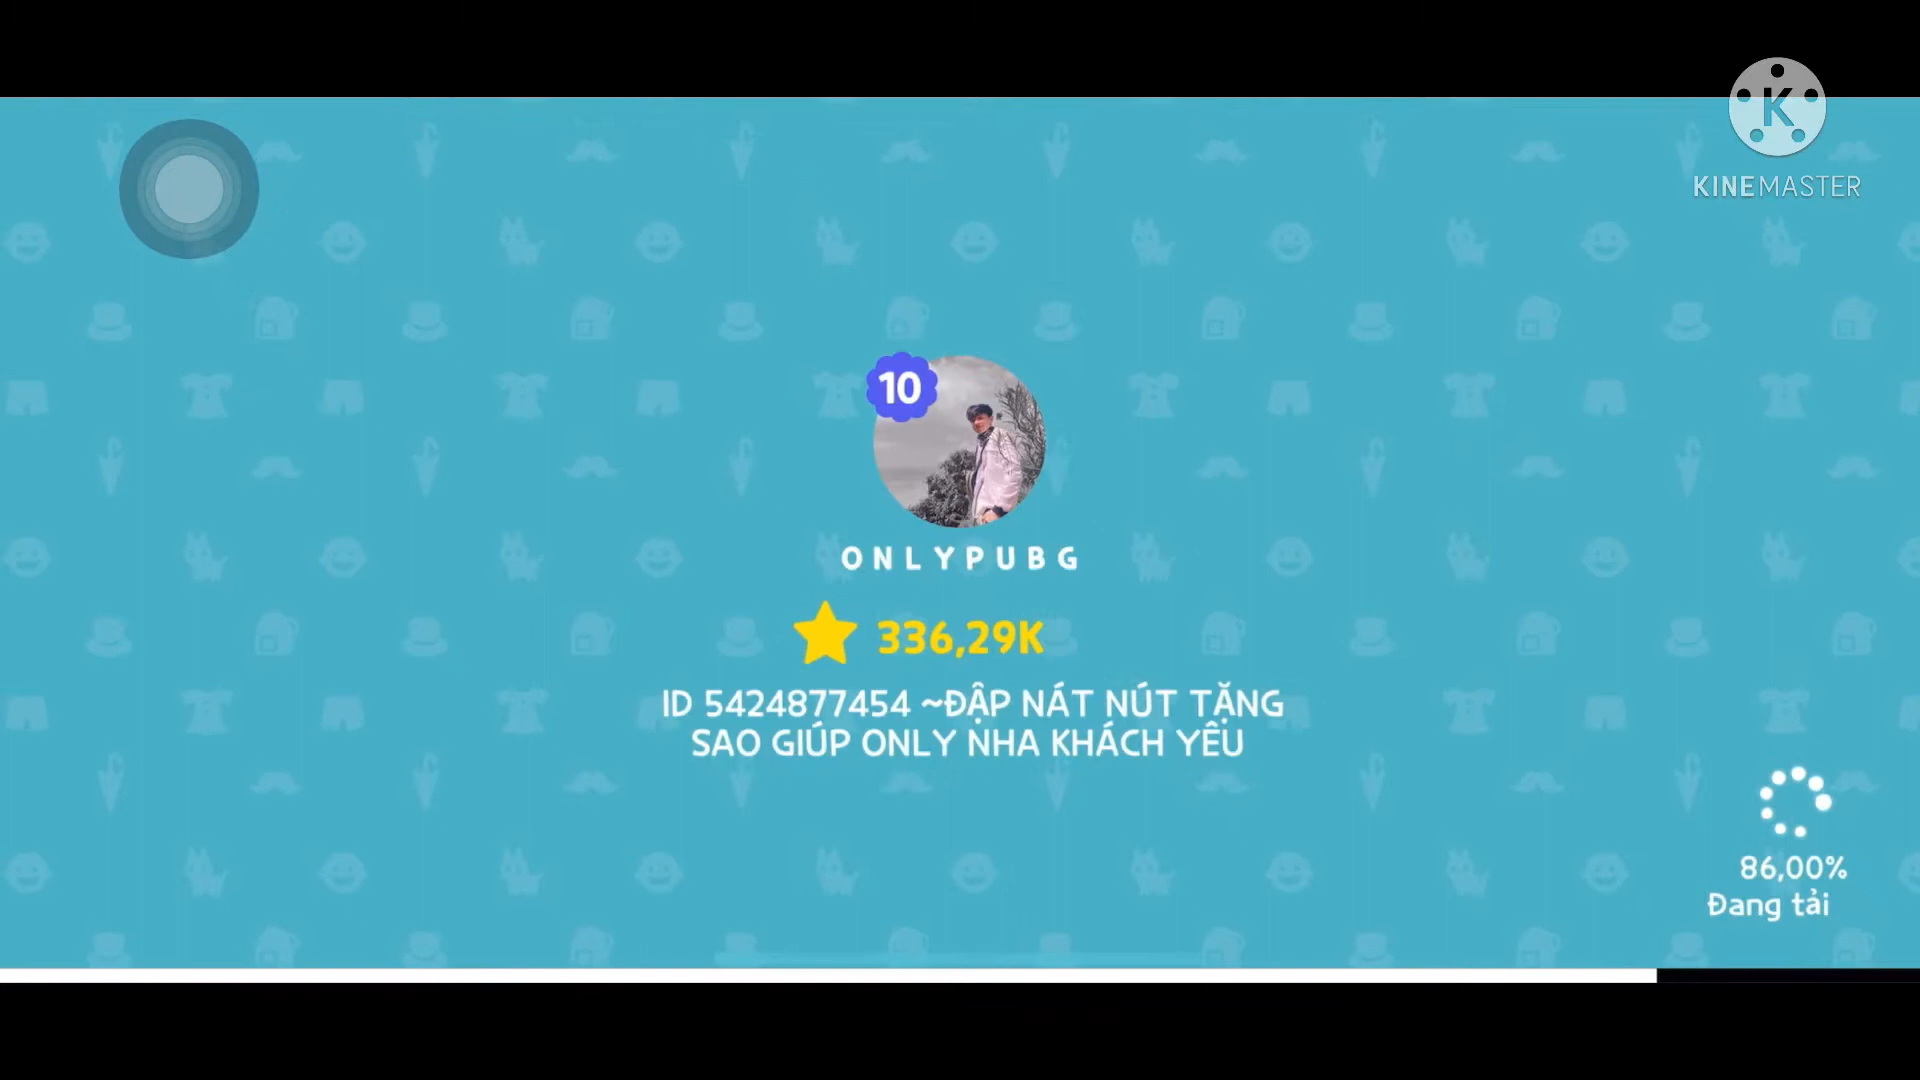 K
KINEMASTER
10
ONLYPUBG
336,29K
ID 5424877454 ~ĐẬP NÁT NÚT TẶNG
SAO GIÚP ONLY NHA KHÁCH YÊU
86,00%
Đang tải